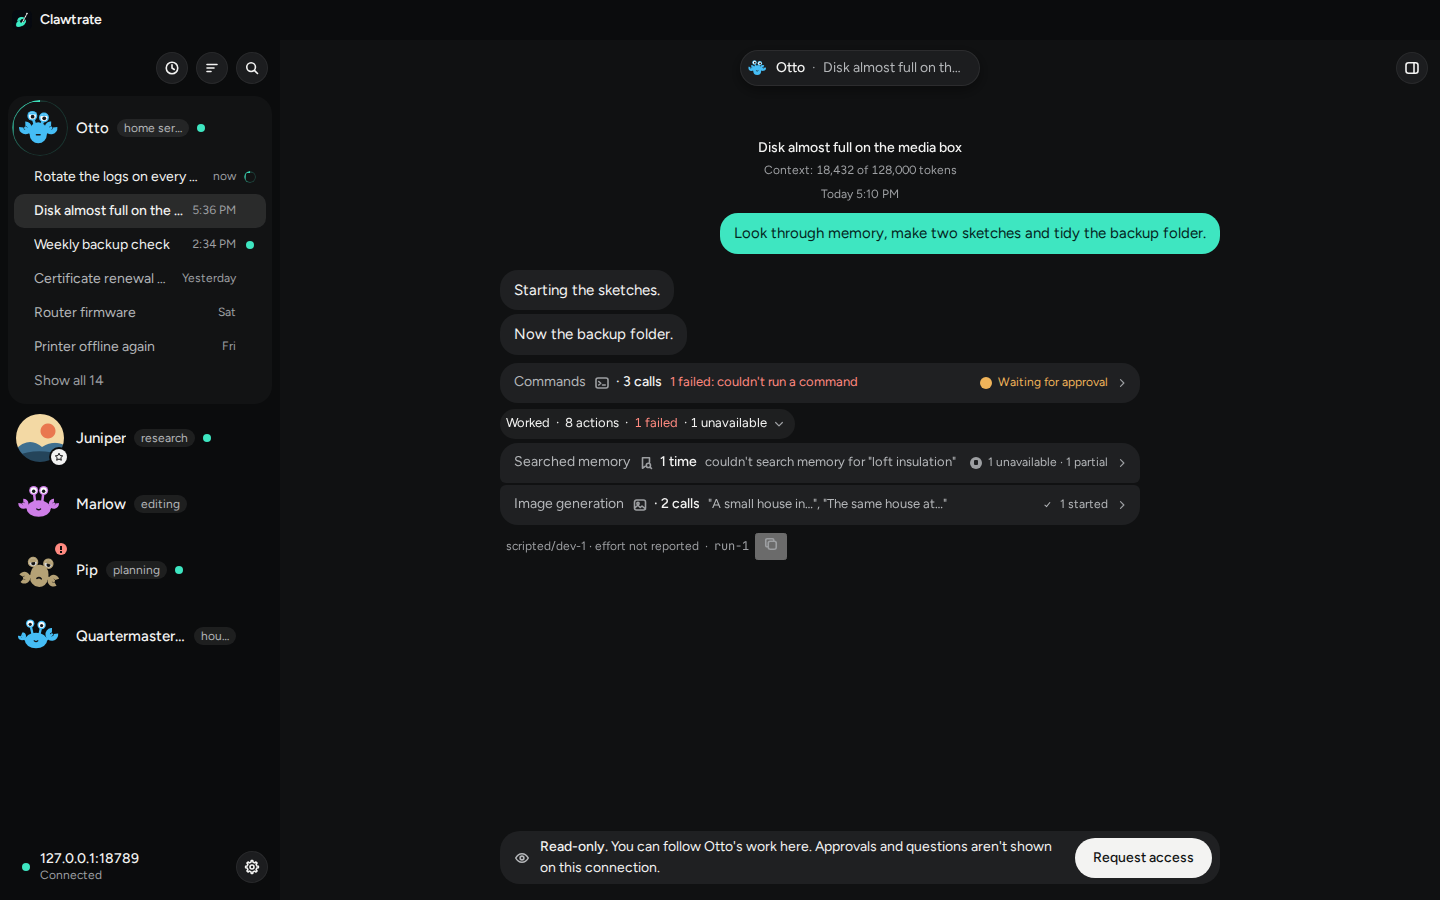 Clawtrate
Otto · Disk almost full on th...
Otto home ser...
Rotate the logs on every ... now
Disk almost full on the ... 5:36 PM
Weekly backup check 2:34 PM
Certificate renewal ... Yesterday
Router firmware Sat
Printer offline again Fri
Show all 14
Juniper research
Marlow editing
Pip planning
Quartermaster... hou...
127.0.0.1:18789
Connected
Disk almost full on the media box
Context: 18,432 of 128,000 tokens
Today 5:10 PM
Look through memory, make two sketches and tidy the backup folder.
Starting the sketches.
Now the backup folder.
Commands · 3 calls 1 failed: couldn't run a command Waiting for approval
Worked · 8 actions · 1 failed · 1 unavailable
Searched memory 1 time couldn't search memory for "loft insulation" 1 unavailable · 1 partial
Image generation · 2 calls "A small house in...", "The same house at..." 1 started
scripted/dev-1 · effort not reported · run-1
Read-only. You can follow Otto's work here. Approvals and questions aren't shown
on this connection.
Request access